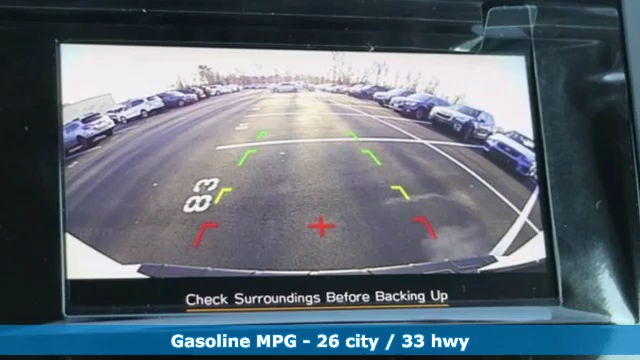 83
Check Surroundings Before Backing Up
Gasoline MPG - 26 city / 33 hwy